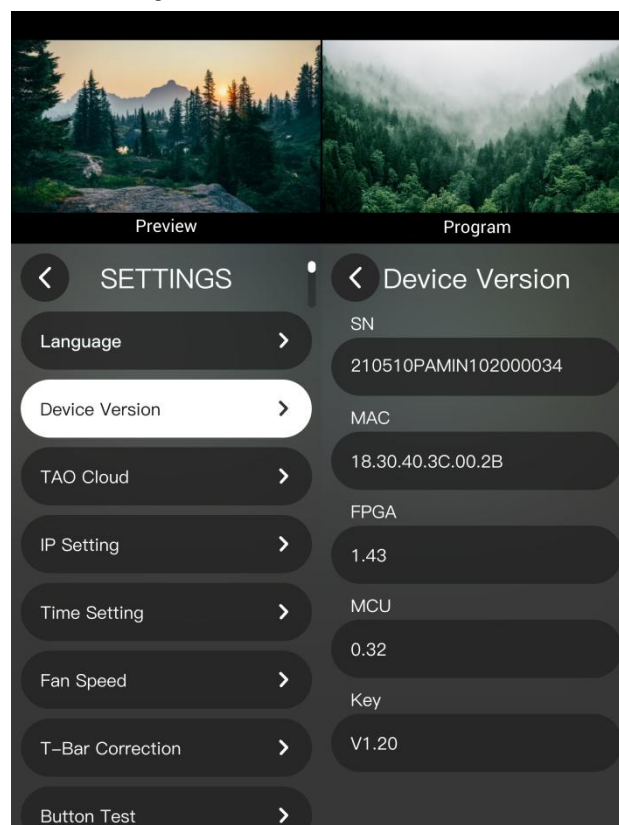 Preview
Program
SETTINGS
Language
Device Version
TAO Cloud
IP Setting
Time Setting
Fan Speed
T-Bar Correction
Button Test
Device Version
SN
210510PAMIN102000034
MAC
18.30.40.3C.00.2B
FPGA
1.43
MCU
0.32
Key
V1.20